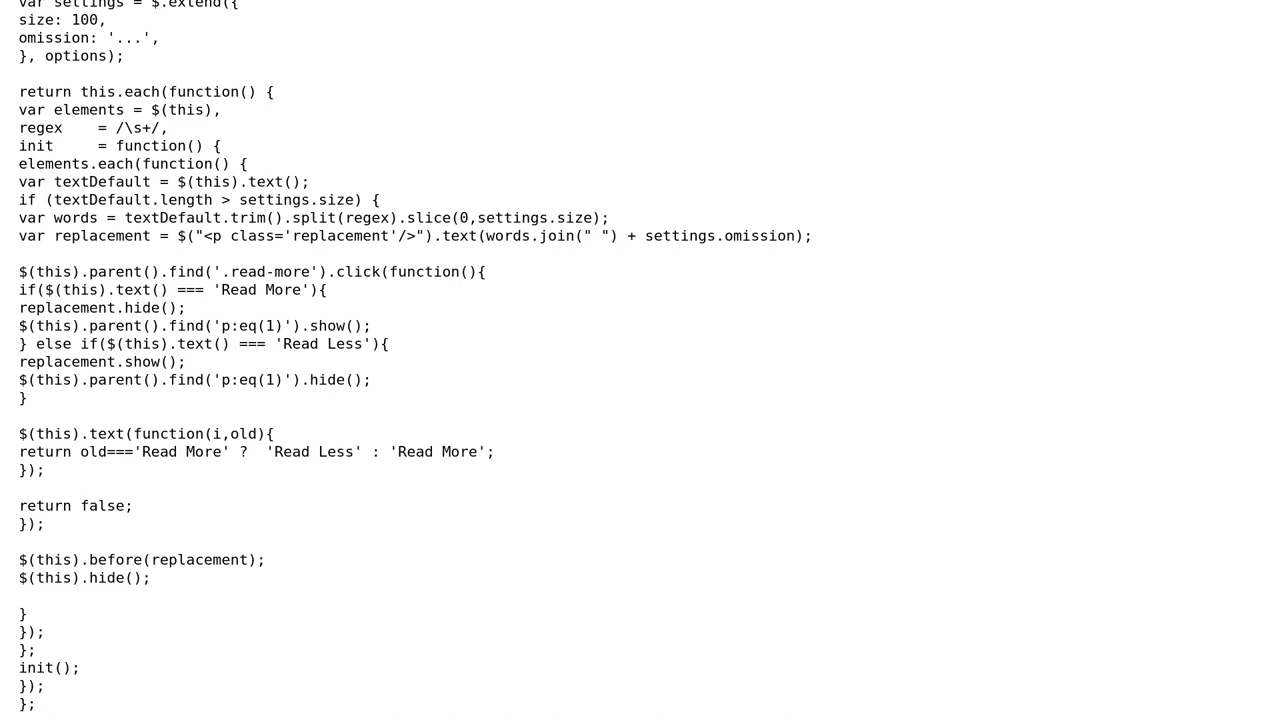 var settings = $.extend({
size: 100,
omission: '...',
}, options);

return this.each(function() {
var elements = $(this),
regex    = /\s+/,
init     = function() {
elements.each(function() {
var textDefault = $(this).text();
if (textDefault.length > settings.size) {
var words = textDefault.trim().split(regex).slice(0,settings.size);
var replacement = $("<p class='replacement'/>").text(words.join(" ") + settings.omission);

$(this).parent().find('.read-more').click(function(){
if($(this).text() === 'Read More'){
replacement.hide();
$(this).parent().find('p:eq(1)').show();
} else if($(this).text() === 'Read Less'){
replacement.show();
$(this).parent().find('p:eq(1)').hide();
}

$(this).text(function(i,old){
return old==='Read More' ?  'Read Less' : 'Read More';
});

return false;
});

$(this).before(replacement);
$(this).hide();

}
});
};
init();
});
};